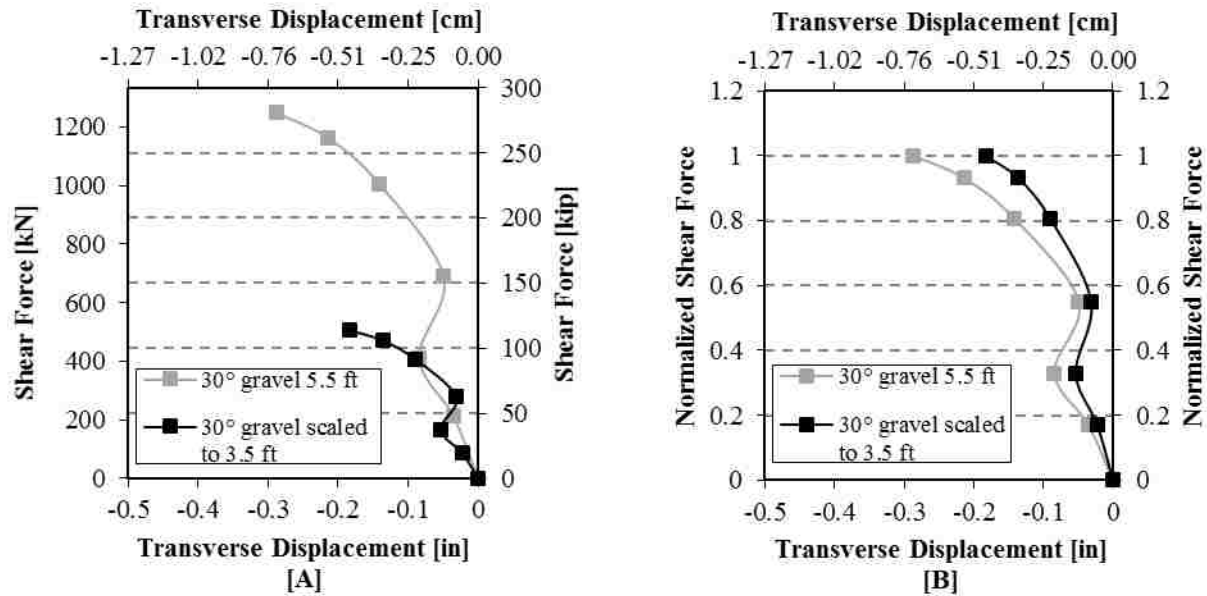 Transverse Displacement [cm]
-1.27 -1.02 -0.76 -0.51 -0.25 0.00
Shear Force [kN]
1200
1000
800
600
400
200
0
300
250
200
150
100
50
0
Shear Force [kip]
30° gravel 5.5 ft
30° gravel scaled
to 3.5 ft
-0.5 -0.4 -0.3 -0.2 -0.1 0
Transverse Displacement [in]
[A]
Transverse Displacement [cm]
-1.27 -1.02 -0.76 -0.51 -0.25 0.00
Normalized Shear Force
1.2
1
0.8
0.6
0.4
0.2
0
1.2
1
0.8
0.6
0.4
0.2
0
Normalized Shear Force
30° gravel 5.5 ft
30° gravel scaled
to 3.5 ft
-0.5 -0.4 -0.3 -0.2 -0.1 0
Transverse Displacement [in]
[B]